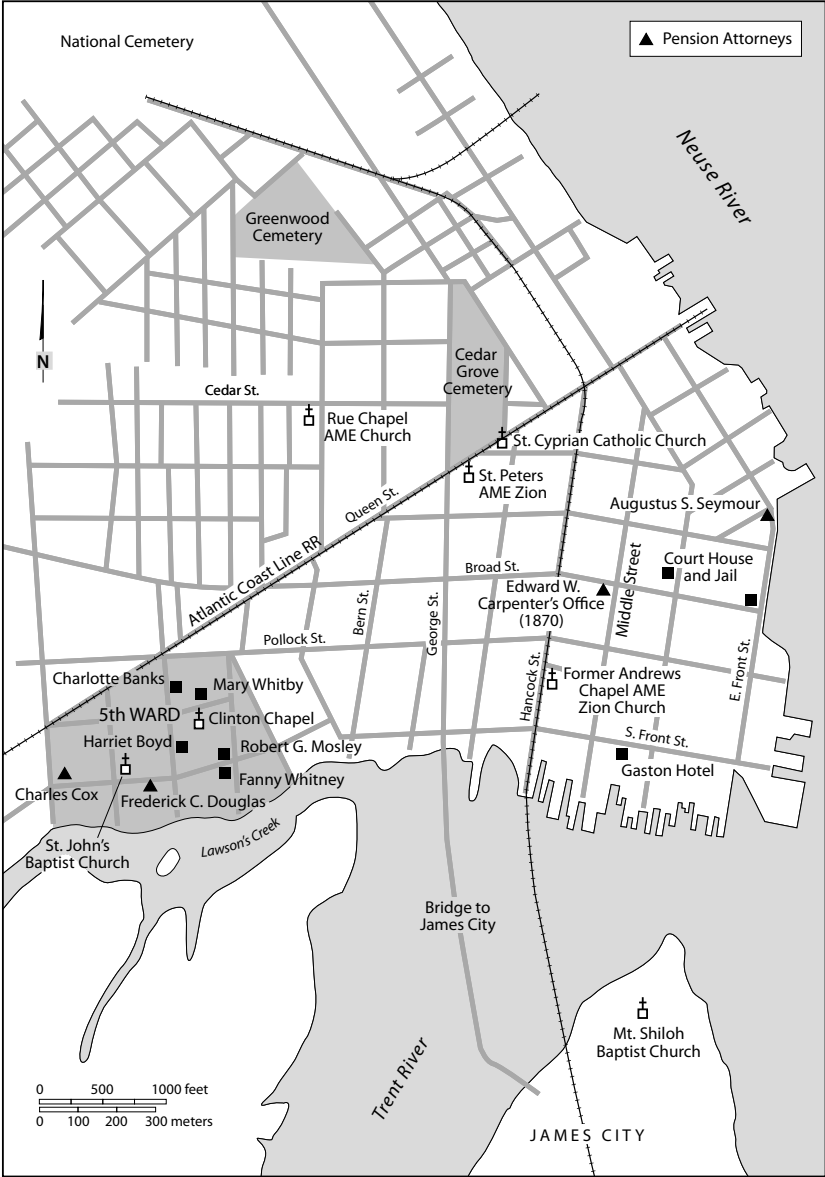 National Cemetery
Pension Attorneys
Neuse River
Greenwood
Cemetery
N
Cedar
Grove
Cemetery
Cedar St.
Rue Chapel
AME Church
St. Cyprian Catholic Church
St. Peters
AME Zion
Queen St.
Augustus S. Seymour
Atlantic Coast Line RR
Court House
and Jail
Broad St.
Edward W.
Carpenter's Office
(1870)
Middle Street
Bern St.
George St.
Pollock St.
Hancock St.
E. Front St.
Charlotte Banks
Mary Whitby
Former Andrews
Chapel AME
Zion Church
5th WARD
Clinton Chapel
Harriet Boyd
Robert G. Mosley
S. Front St.
Gaston Hotel
Fanny Whitney
Charles Cox
Frederick C. Douglas
St. John's
Baptist Church
Lawson's Creek
Bridge to
James City
Mt. Shiloh
Baptist Church
Trent River
0 500 1000 feet
0 100 200 300 meters
JAMES CITY